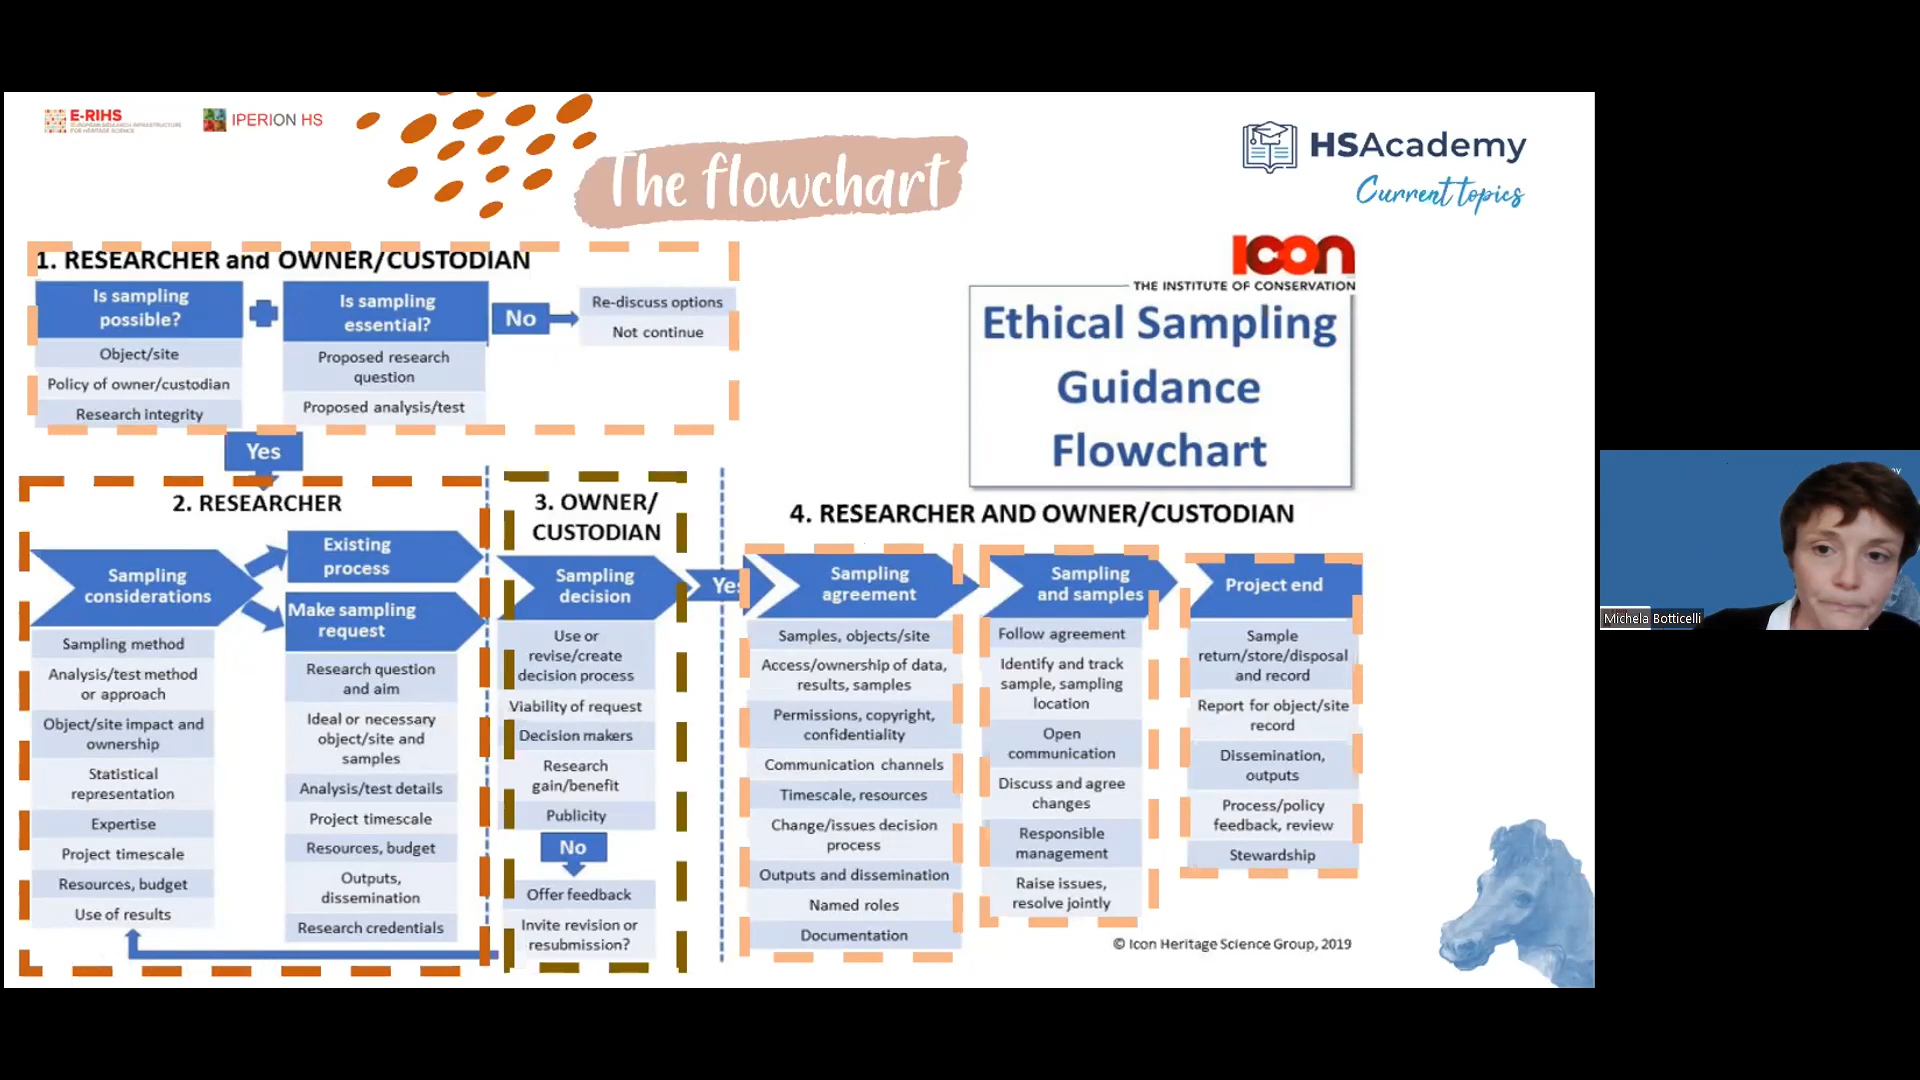 E-RIHS
EUROPEAN RESEARCH INFRASTRUCTURE
FOR HERITAGE SCIENCE
IPERION HS
The flowchart
HSAcademy
Current topics
1. RESEARCHER and OWNER/CUSTODIAN
Is sampling
possible?
Object/site
Policy of owner/custodian
Research integrity
Is sampling
essential?
Proposed research
question
Proposed analysis/test
No
Re-discuss options
Not continue
Yes
icon
THE INSTITUTE OF CONSERVATION
Ethical Sampling
Guidance
Flowchart
2. RESEARCHER
Sampling
considerations
Sampling method
Analysis/test method
or approach
Object/site impact and
ownership
Statistical
representation
Expertise
Project timescale
Resources, budget
Use of results
Existing
process
Make sampling
request
Research question
and aim
Ideal or necessary
object/site and
samples
Analysis/test details
Project timescale
Resources, budget
Outputs,
dissemination
Research credentials
3. OWNER/
CUSTODIAN
Sampling
decision
Use or
revise/create
decision process
Viability of request
Decision makers
Research
gain/benefit
Publicity
No
Offer feedback
Invite revision or
resubmission?
Yes
4. RESEARCHER AND OWNER/CUSTODIAN
Sampling
agreement
Samples, objects/site
Access/ownership of data,
results, samples
Permissions, copyright,
confidentiality
Communication channels
Timescale, resources
Change/issues decision
process
Outputs and dissemination
Named roles
Documentation
Sampling
and samples
Follow agreement
Identify and track
sample, sampling
location
Open
communication
Discuss and agree
changes
Responsible
management
Raise issues,
resolve jointly
Project end
Sample
return/store/disposal
and record
Report for object/site
record
Dissemination,
outputs
Process/policy
feedback, review
Stewardship
© Icon Heritage Science Group, 2019
Michela Botticelli